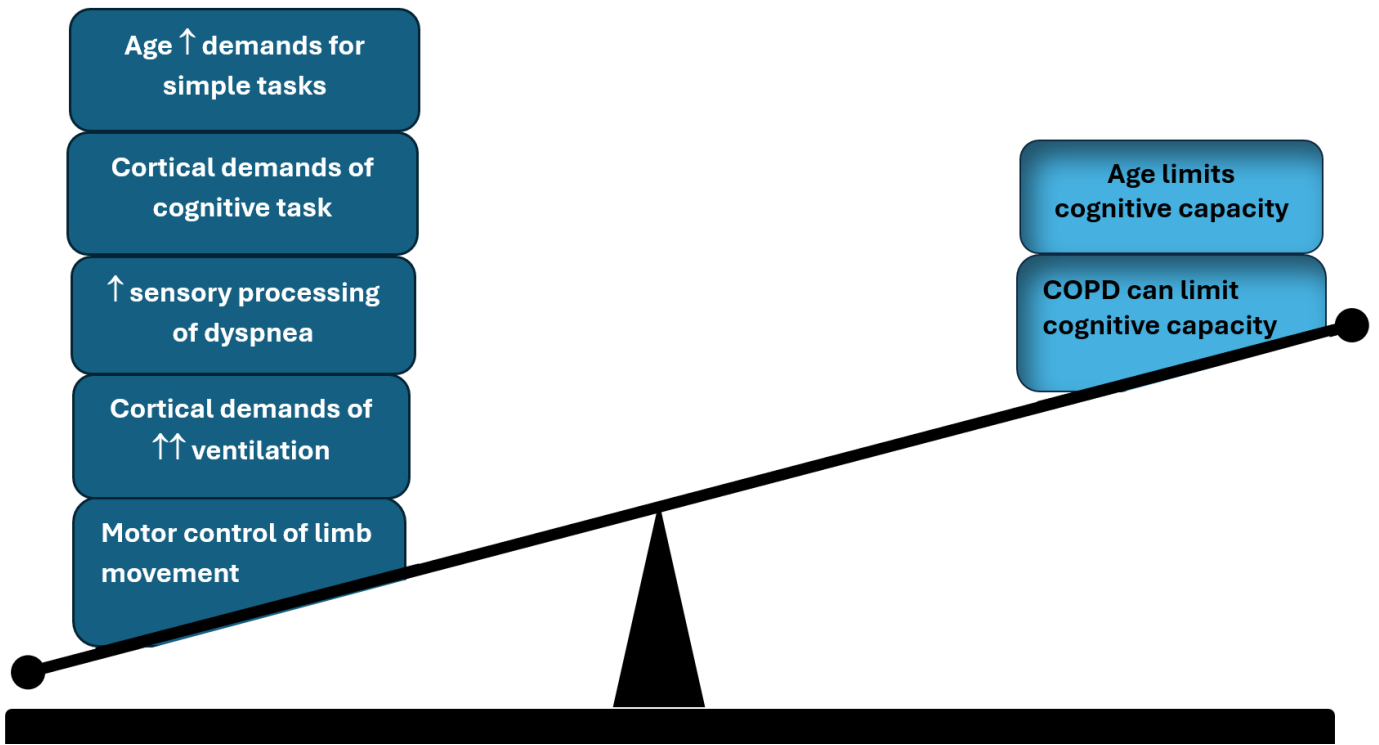 Age ↑ demands for
simple tasks
Cortical demands of
cognitive task
↑ sensory processing
of dyspnea
Cortical demands of
↑↑ ventilation
Motor control of limb
movement
Age limits
cognitive capacity
COPD can limit
cognitive capacity